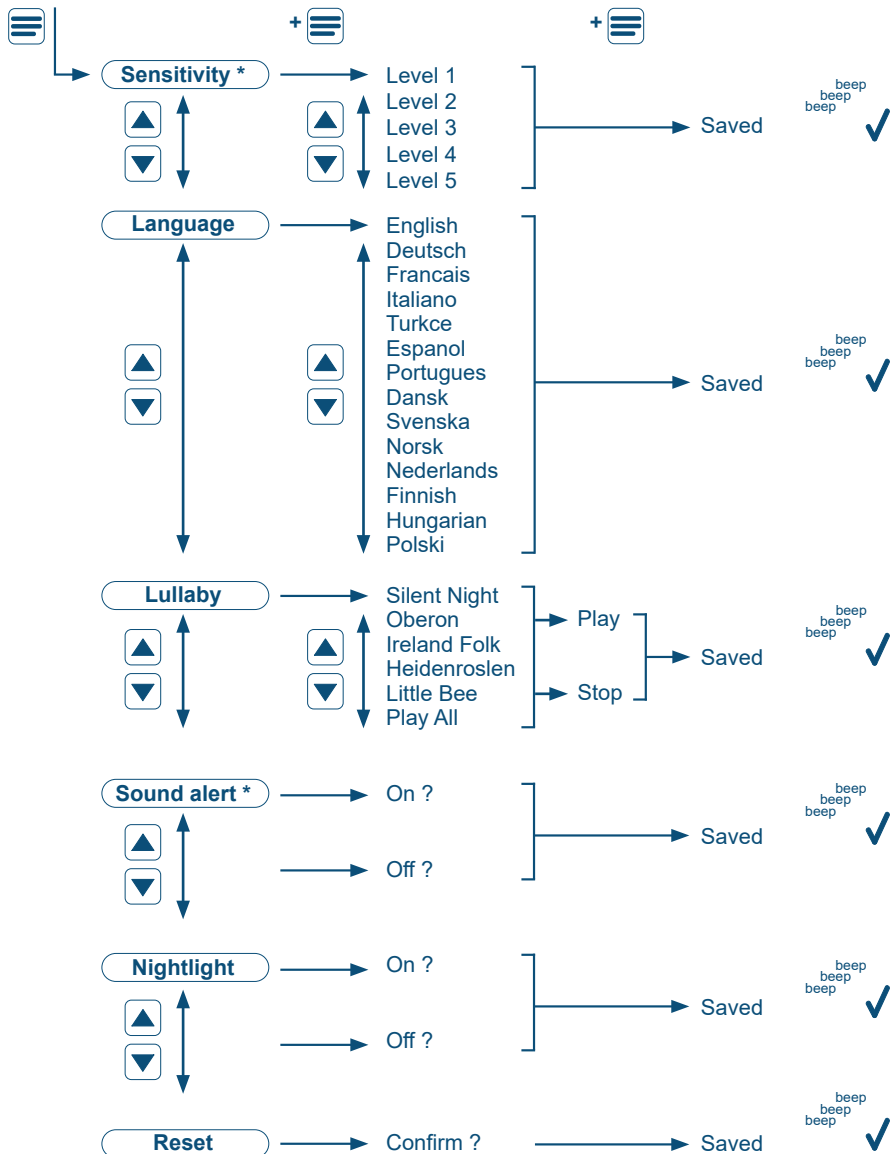 +
+
Sensitivity *
Level 1
Level 2
Level 3
Level 4
Level 5
Saved
beep
beep
beep
Language
English
Deutsch
Francais
Italiano
Turkce
Espanol
Portugues
Dansk
Svenska
Norsk
Nederlands
Finnish
Hungarian
Polski
Saved
beep
beep
beep
Lullaby
Silent Night
Oberon
Ireland Folk
Heidenroslen
Little Bee
Play All
Play
Stop
Saved
beep
beep
beep
Sound alert *
On ?
Off ?
Saved
beep
beep
beep
Nightlight
On ?
Off ?
Saved
beep
beep
beep
Reset
Confirm ?
Saved
beep
beep
beep